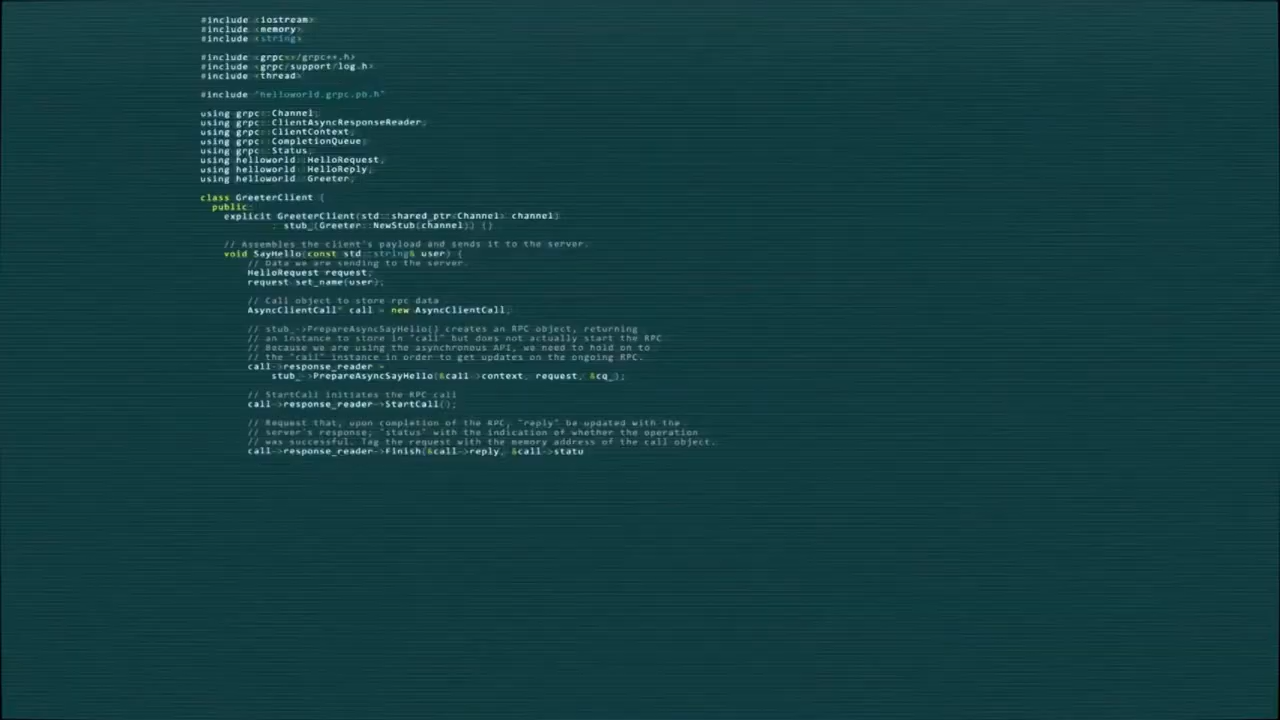 #include <iostream>
#include <memory>
#include <string>
#include <grpc++/grpc++.h>
#include <grpc/support/log.h>
#include <thread>
#include "helloworld.grpc.pb.h"
using grpc::Channel;
using grpc::ClientAsyncResponseReader;
using grpc::ClientContext;
using grpc::CompletionQueue;
using grpc::Status;
using helloworld::HelloRequest;
using helloworld::HelloReply;
using helloworld::Greeter;
class GreeterClient {
public:
explicit GreeterClient(std::shared_ptr<Channel> channel)
: stub_(Greeter::NewStub(channel)) {}
// Assembles the client's payload and sends it to the server.
void SayHello(const std::string& user) {
// Data we are sending to the server.
HelloRequest request;
request.set_name(user);
// Call object to store rpc data
AsyncClientCall* call = new AsyncClientCall;
// stub_->PrepareAsyncSayHello() creates an RPC object, returning
// an instance to store in "call" but does not actually start the RPC
// Because we are using the asynchronous API, we need to hold on to
// the "call" instance in order to get updates on the ongoing RPC.
call->response_reader =
stub_->PrepareAsyncSayHello(&call->context, request, &cq_);
// StartCall initiates the RPC call
call->response_reader->StartCall();
// Request that, upon completion of the RPC, "reply" be updated with the
// server's response; "status" with the indication of whether the operation
// was successful. Tag the request with the memory address of the call object.
call->response_reader->Finish(&call->reply, &call->statu